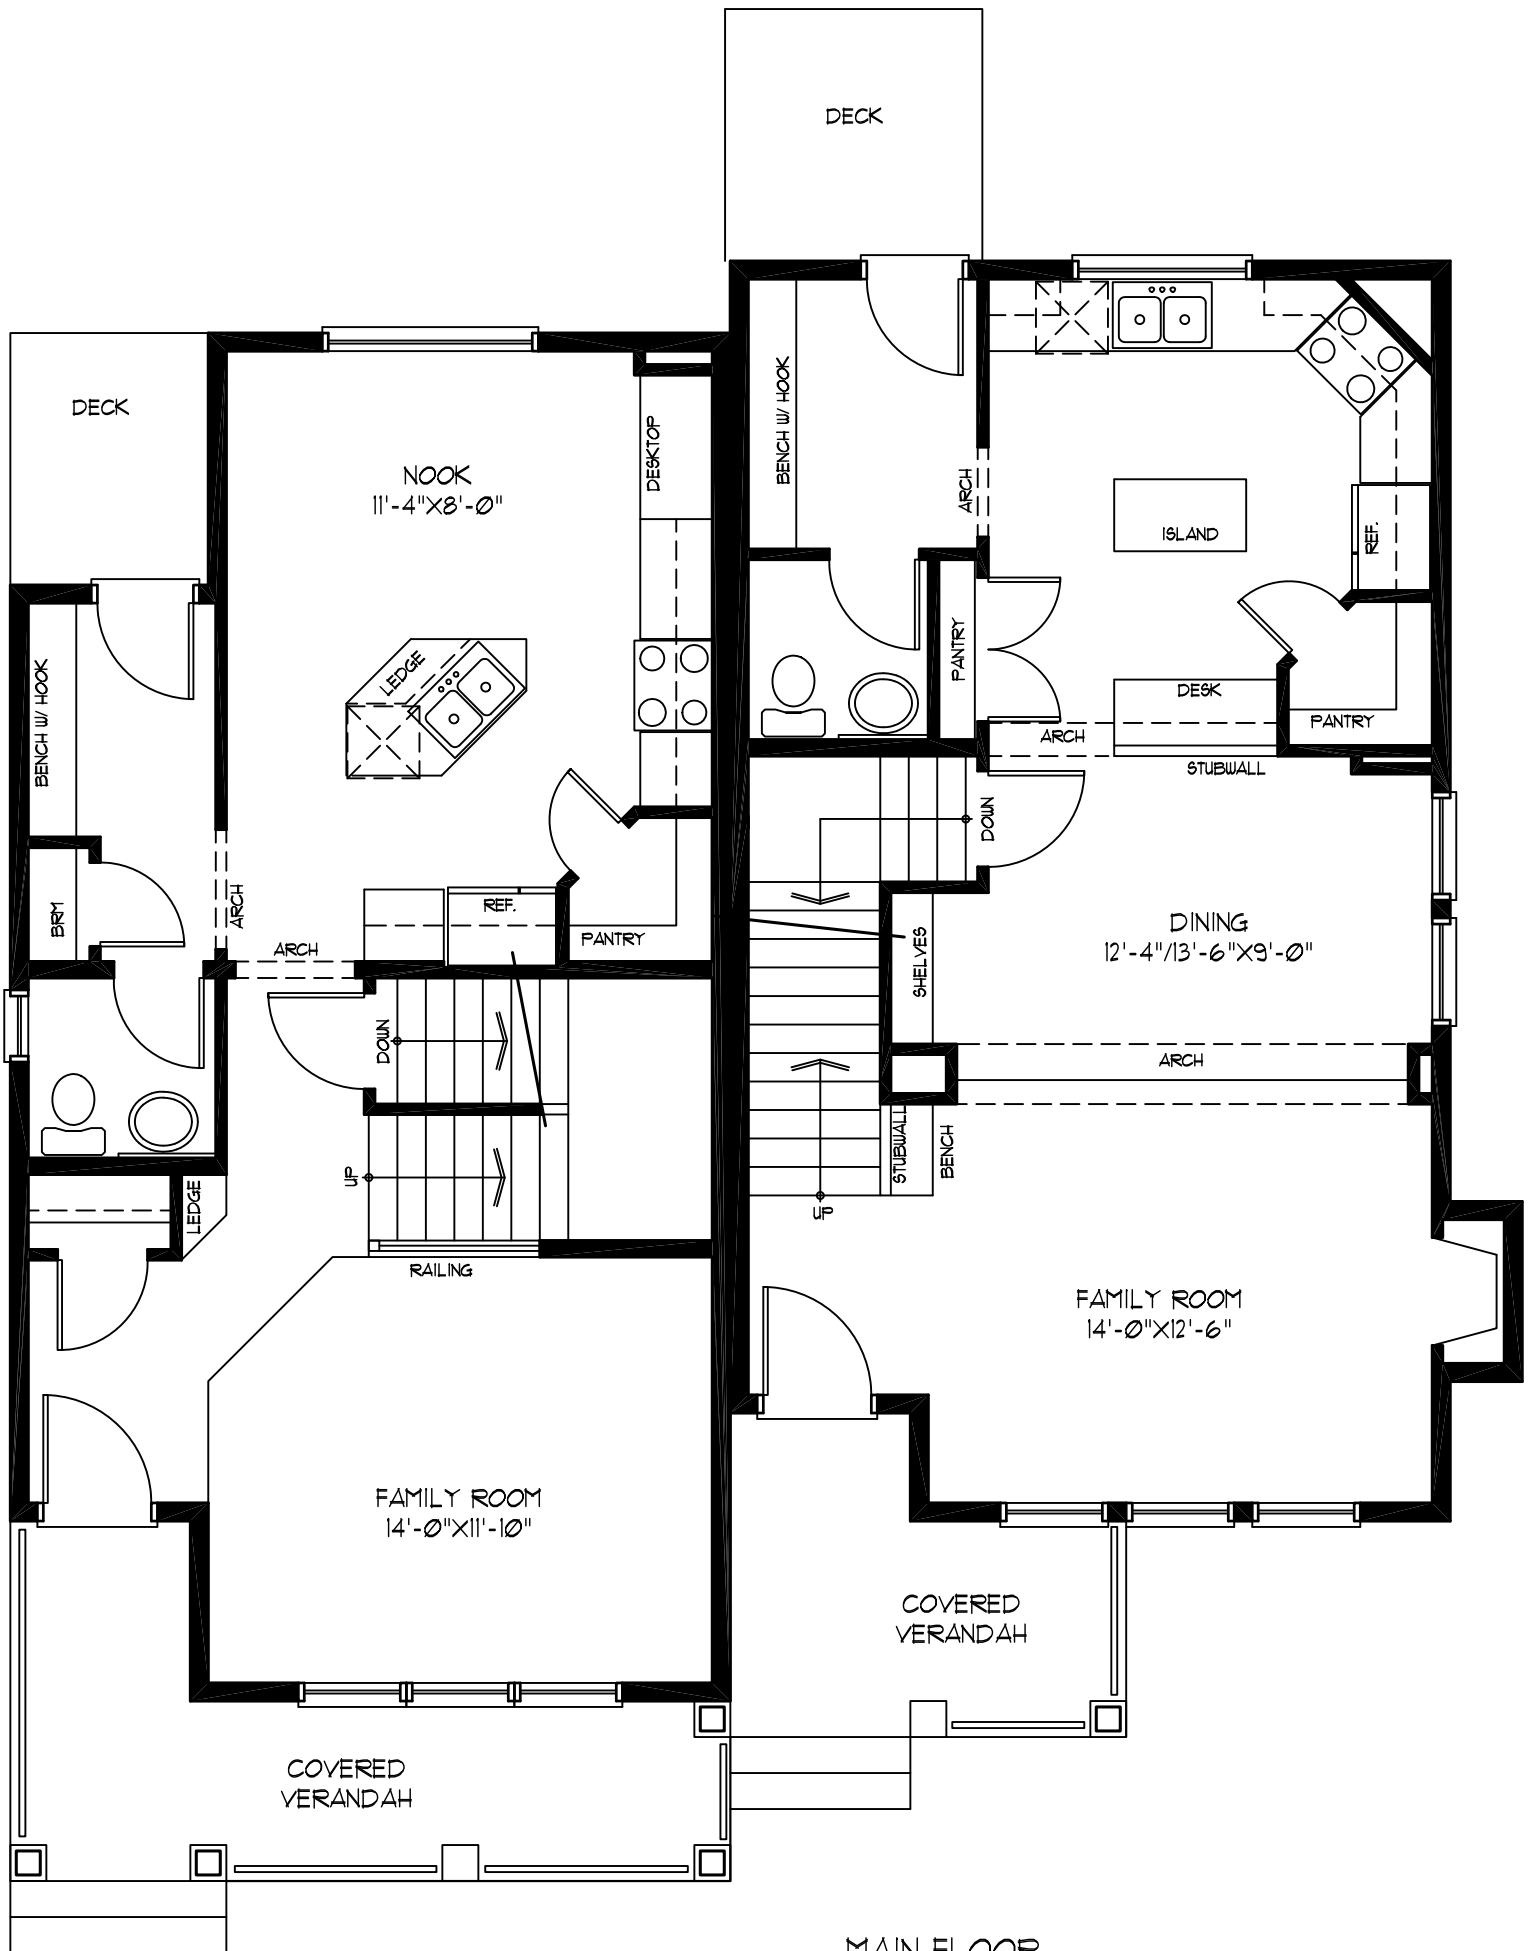 DECK
DECK
BENCH W/ HOOK
ARCH
ISLAND
REF.
NOOK
11'-4"X8'-0"
DESKTOP
LEDGE
PANTRY
DESK
PANTRY
ARCH
STUBWALL
BENCH W/ HOOK
BRM
ARCH
ARCH
REF.
PANTRY
DOWN
SHELVES
DINING
12'-4"/13'-6"X9'-0"
DOWN
ARCH
STUBWALL
BENCH
UP
UP
LEDGE
RAILING
FAMILY ROOM
14'-0"X12'-6"
FAMILY ROOM
14'-0"X11'-10"
COVERED
VERANDAH
COVERED
VERANDAH
MAIN FLOOR